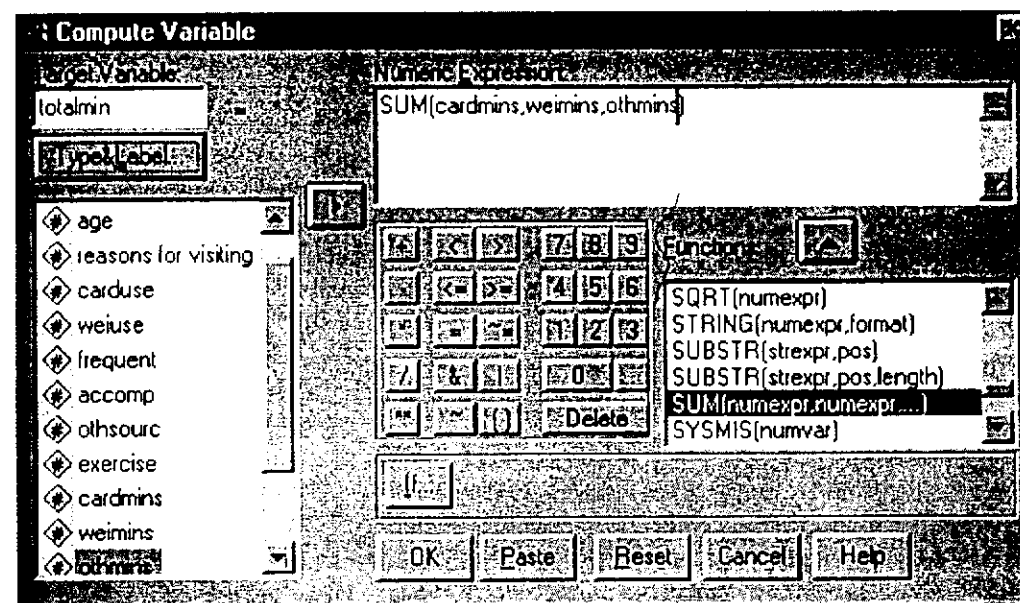 Compute Variable
Target Variable:
totalmin
=
Type&Label...
Numeric Expression:
SUM(cardmins,weimins,othmins)
age
reasons for visiting
carduse
weiuse
frequent
accomp
othsourc
exercise
cardmins
weimins
othmins
+ < > 7 8 9
- <= >= 4 5 6
* = ~= 1 2 3
/ & | 0
** ~ () Delete
Functions:
SQRT(numexpr)
STRING(numexpr,format)
SUBSTR(strexpr,pos)
SUBSTR(strexpr,pos,length)
SUM(numexpr,numexpr,...)
SYSMIS(numvar)
If...
OK Paste Reset Cancel Help